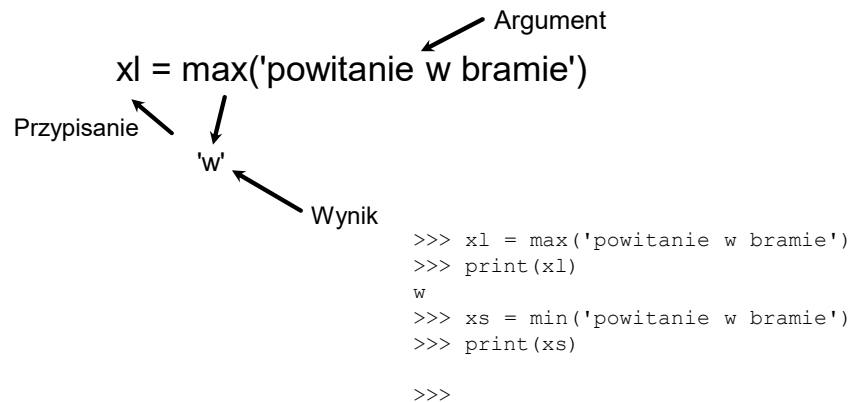 Argument
xl = max('powitanie w bramie')
Przypisanie
'w'
Wynik
>>> xl = max('powitanie w bramie')
>>> print(xl)
w
>>> xs = min('powitanie w bramie')
>>> print(xs)
>>>